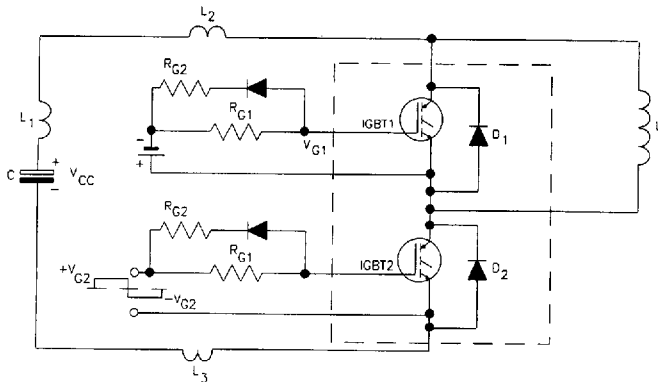 L2
RG2
RG1
L1
IGBT1
D1
L
-
+
VG1
C
+
-
VCC
RG2
+VG2
RG1
-VG2
IGBT2
D2
L3